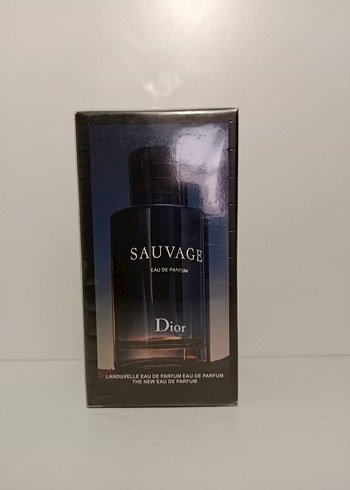 SAUVAGE
EAU DE PARFUM
Dior
LANOUVELLE EAU DE PARFUM EAU DE PARFUM
THE NEW EAU DE PARFUM